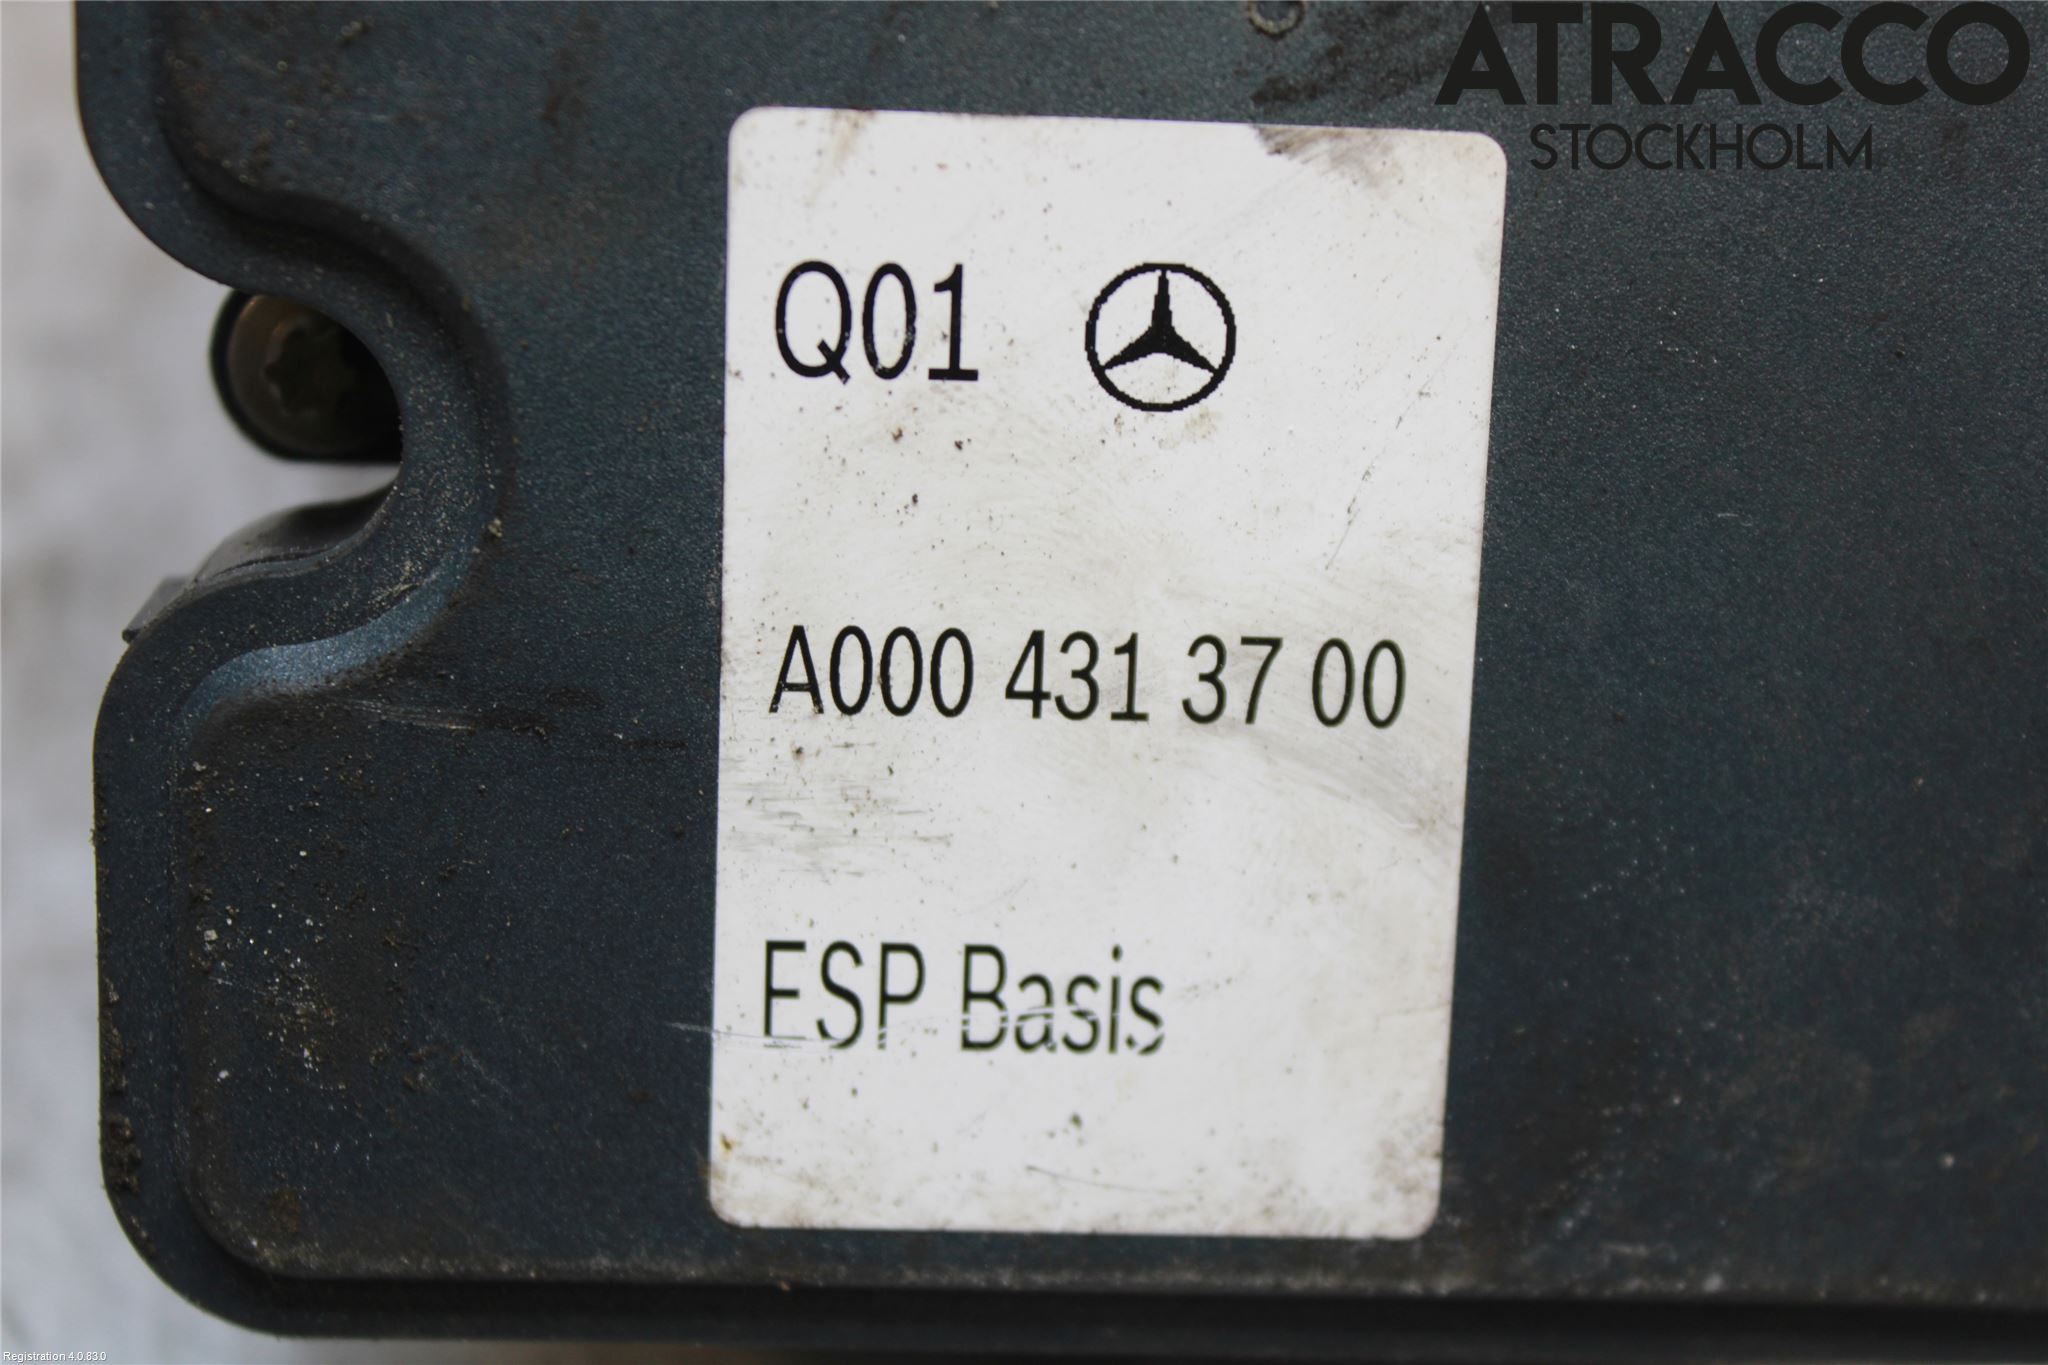 ATRACCO
STOCKHOLM
Q01
A000 431 37 00
ESP Basis
Registration 4.0.83.0